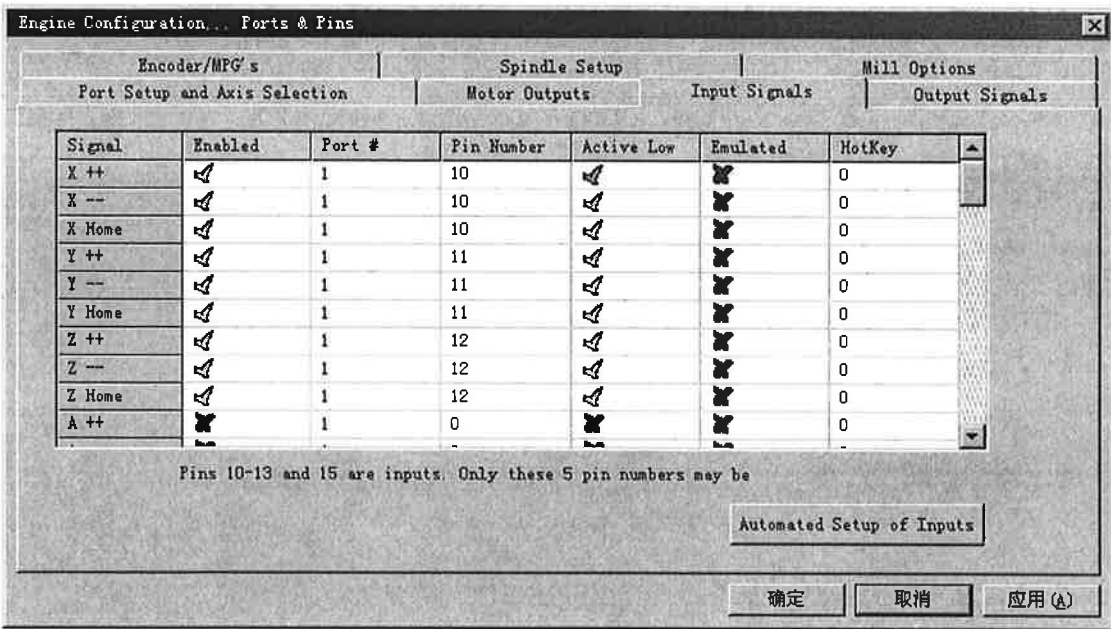 Engine Configuration... Ports & Pins
Encoder/MPG's Spindle Setup Mill Options
Port Setup and Axis Selection Motor Outputs Input Signals Output Signals
Signal Enabled Port # Pin Number Active Low Emulated HotKey
X ++ 1 10 0
X -- 1 10 0
X Home 1 10 0
Y ++ 1 11 0
Y -- 1 11 0
Y Home 1 11 0
Z ++ 1 12 0
Z -- 1 12 0
Z Home 1 12 0
A ++ 1 0 0
Pins 10-13 and 15 are inputs. Only these 5 pin numbers may be
Automated Setup of Inputs
确定 取消 应用(A)